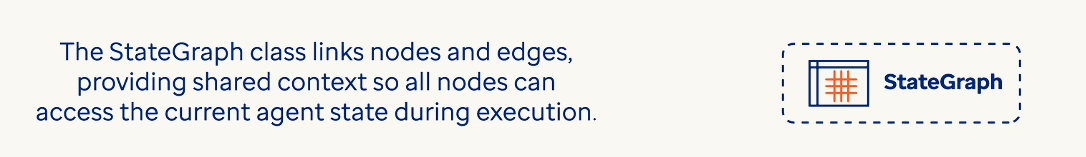 The StateGraph class links nodes and edges,
providing shared context so all nodes can
access the current agent state during execution.
StateGraph